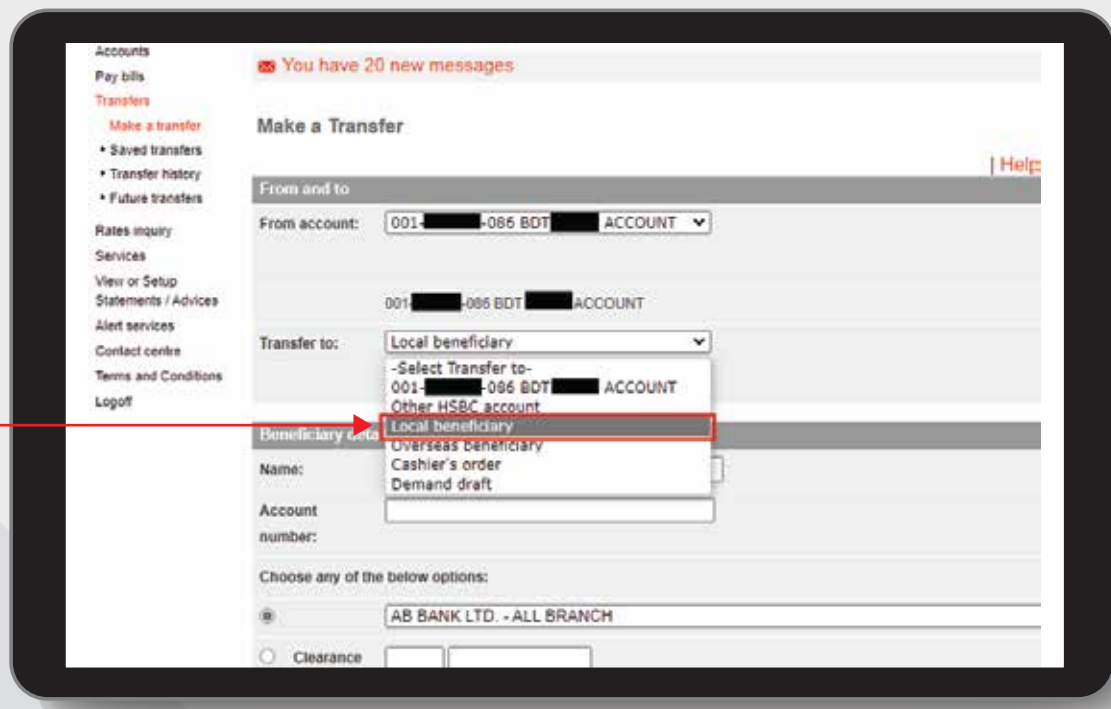 Accounts
Pay bills
Transfers
Make a transfer
• Saved transfers
• Transfer history
• Future transfers
Rates inquiry
Services
View or Setup
Statements / Advices
Alert services
Contact centre
Terms and Conditions
Logoff
You have 20 new messages
Make a Transfer
| Help
From and to
From account: 001- -086 BDT ACCOUNT
001- -086 BDT ACCOUNT
Transfer to: Local beneficiary
-Select Transfer to-
001- -086 BDT ACCOUNT
Other HSBC account
Local beneficiary
Overseas beneficiary
Cashier's order
Demand draft
Beneficiary
Name:
Account
number:
Choose any of the below options:
AB BANK LTD. - ALL BRANCH
Clearance